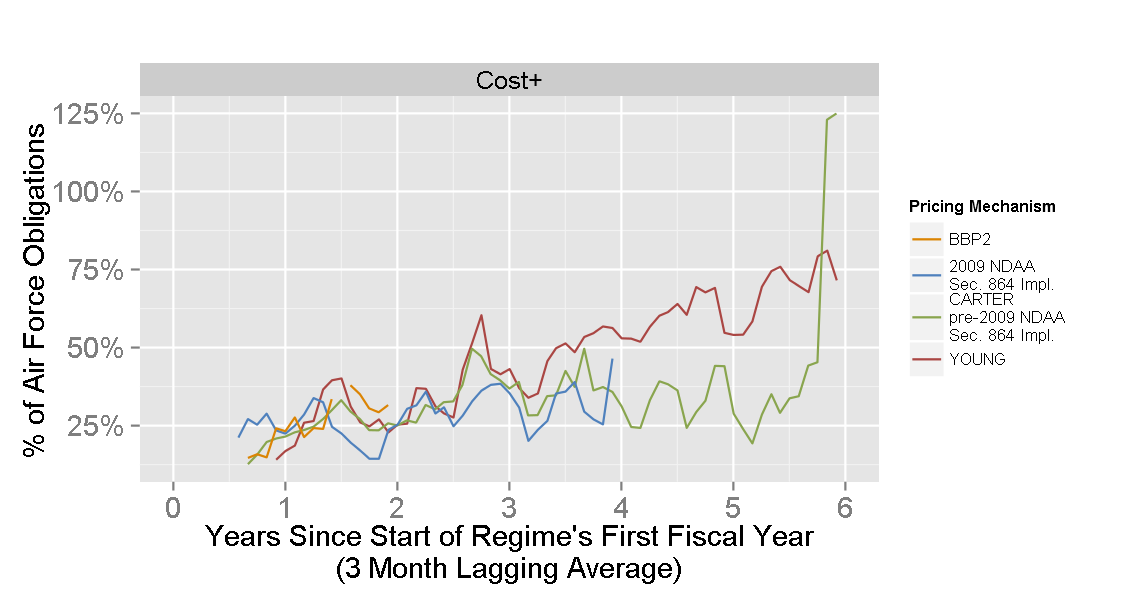 Cost+
% of Air Force Obligations
125%
100%
75%
50%
25%
0 1 2 3 4 5 6
Years Since Start of Regime's First Fiscal Year
(3 Month Lagging Average)
Pricing Mechanism
BBP2
2009 NDAA
Sec. 864 Impl.
CARTER
pre-2009 NDAA
Sec. 864 Impl.
YOUNG